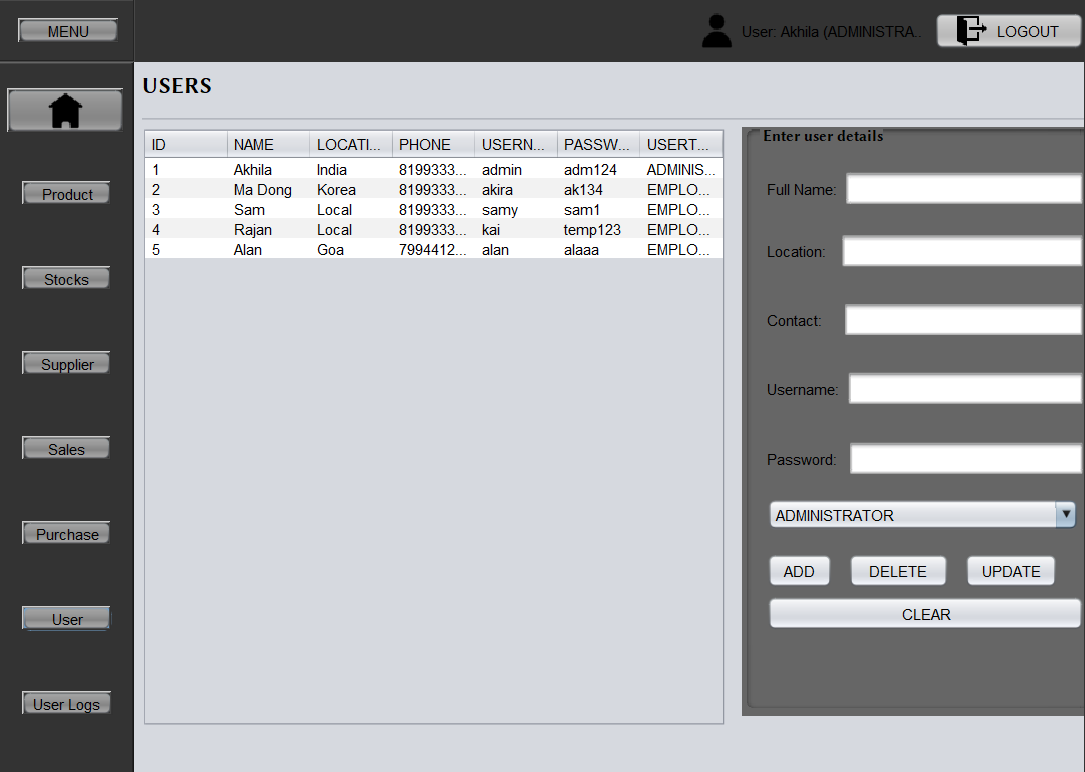 MENU
User: Akhila (ADMINISTRA..
LOGOUT
USERS
Product
Stocks
Supplier
Sales
Purchase
User
User Logs
ID NAME LOCATI... PHONE USERN... PASSW... USERT...
1 Akhila India 8199333... admin adm124 ADMINIS...
2 Ma Dong Korea 8199333... akira ak134 EMPLO...
3 Sam Local 8199333... samy sam1 EMPLO...
4 Rajan Local 8199333... kai temp123 EMPLO...
5 Alan Goa 7994412... alan alaaa EMPLO...
Enter user details
Full Name:
Location:
Contact:
Username:
Password:
ADMINISTRATOR
ADD DELETE UPDATE
CLEAR